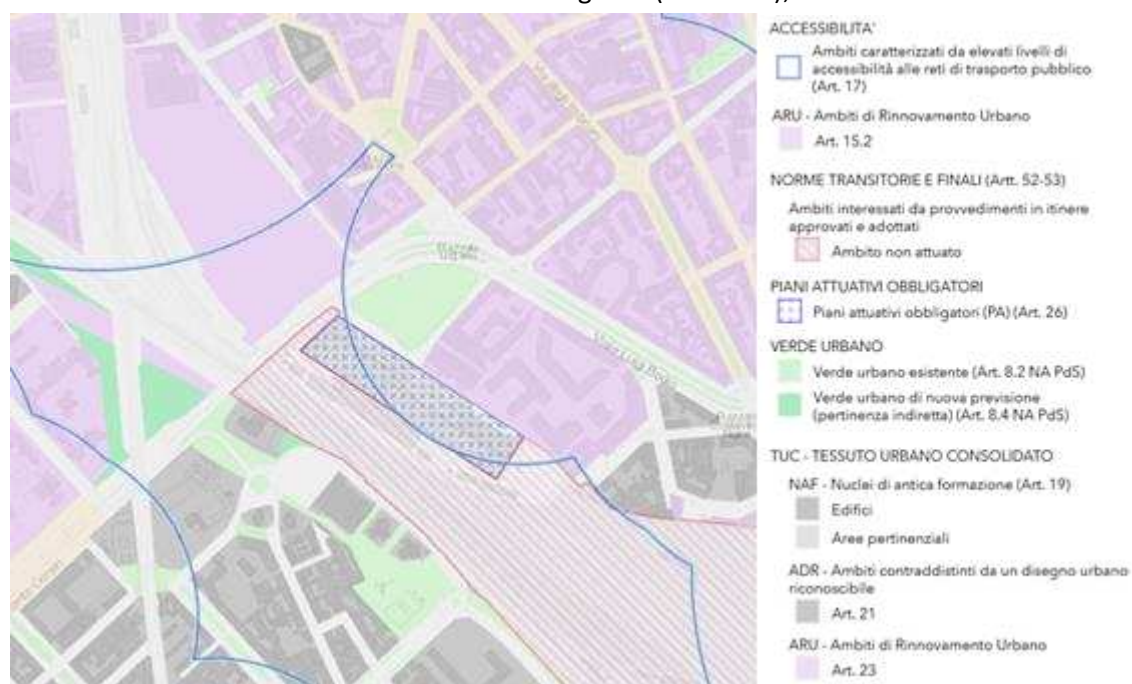 ACCESSIBILITA'
Ambiti caratterizzati da elevati livelli di
accessibilità alle reti di trasporto pubblico
(Art. 17)
ARU - Ambiti di Rinnovamento Urbano
Art. 15.2
NORME TRANSITORIE E FINALI (Artt. 52-53)
Ambiti interessati da provvedimenti in itinere
approvati e adottati
Ambito non attuato
PIANI ATTUATIVI OBBLIGATORI
Piani attuativi obbligatori (PA) (Art. 26)
VERDE URBANO
Verde urbano esistente (Art. 8.2 NA PdS)
Verde urbano di nuova previsione
(pertinenza indiretta) (Art. 8.4 NA PdS)
TUC - TESSUTO URBANO CONSOLIDATO
NAF - Nuclei di antica formazione (Art. 19)
Edifici
Aree pertinenziali
ADR - Ambiti contraddistinti da un disegno urbano
riconoscibile
Art. 21
ARU - Ambiti di Rinnovamento Urbano
Art. 23